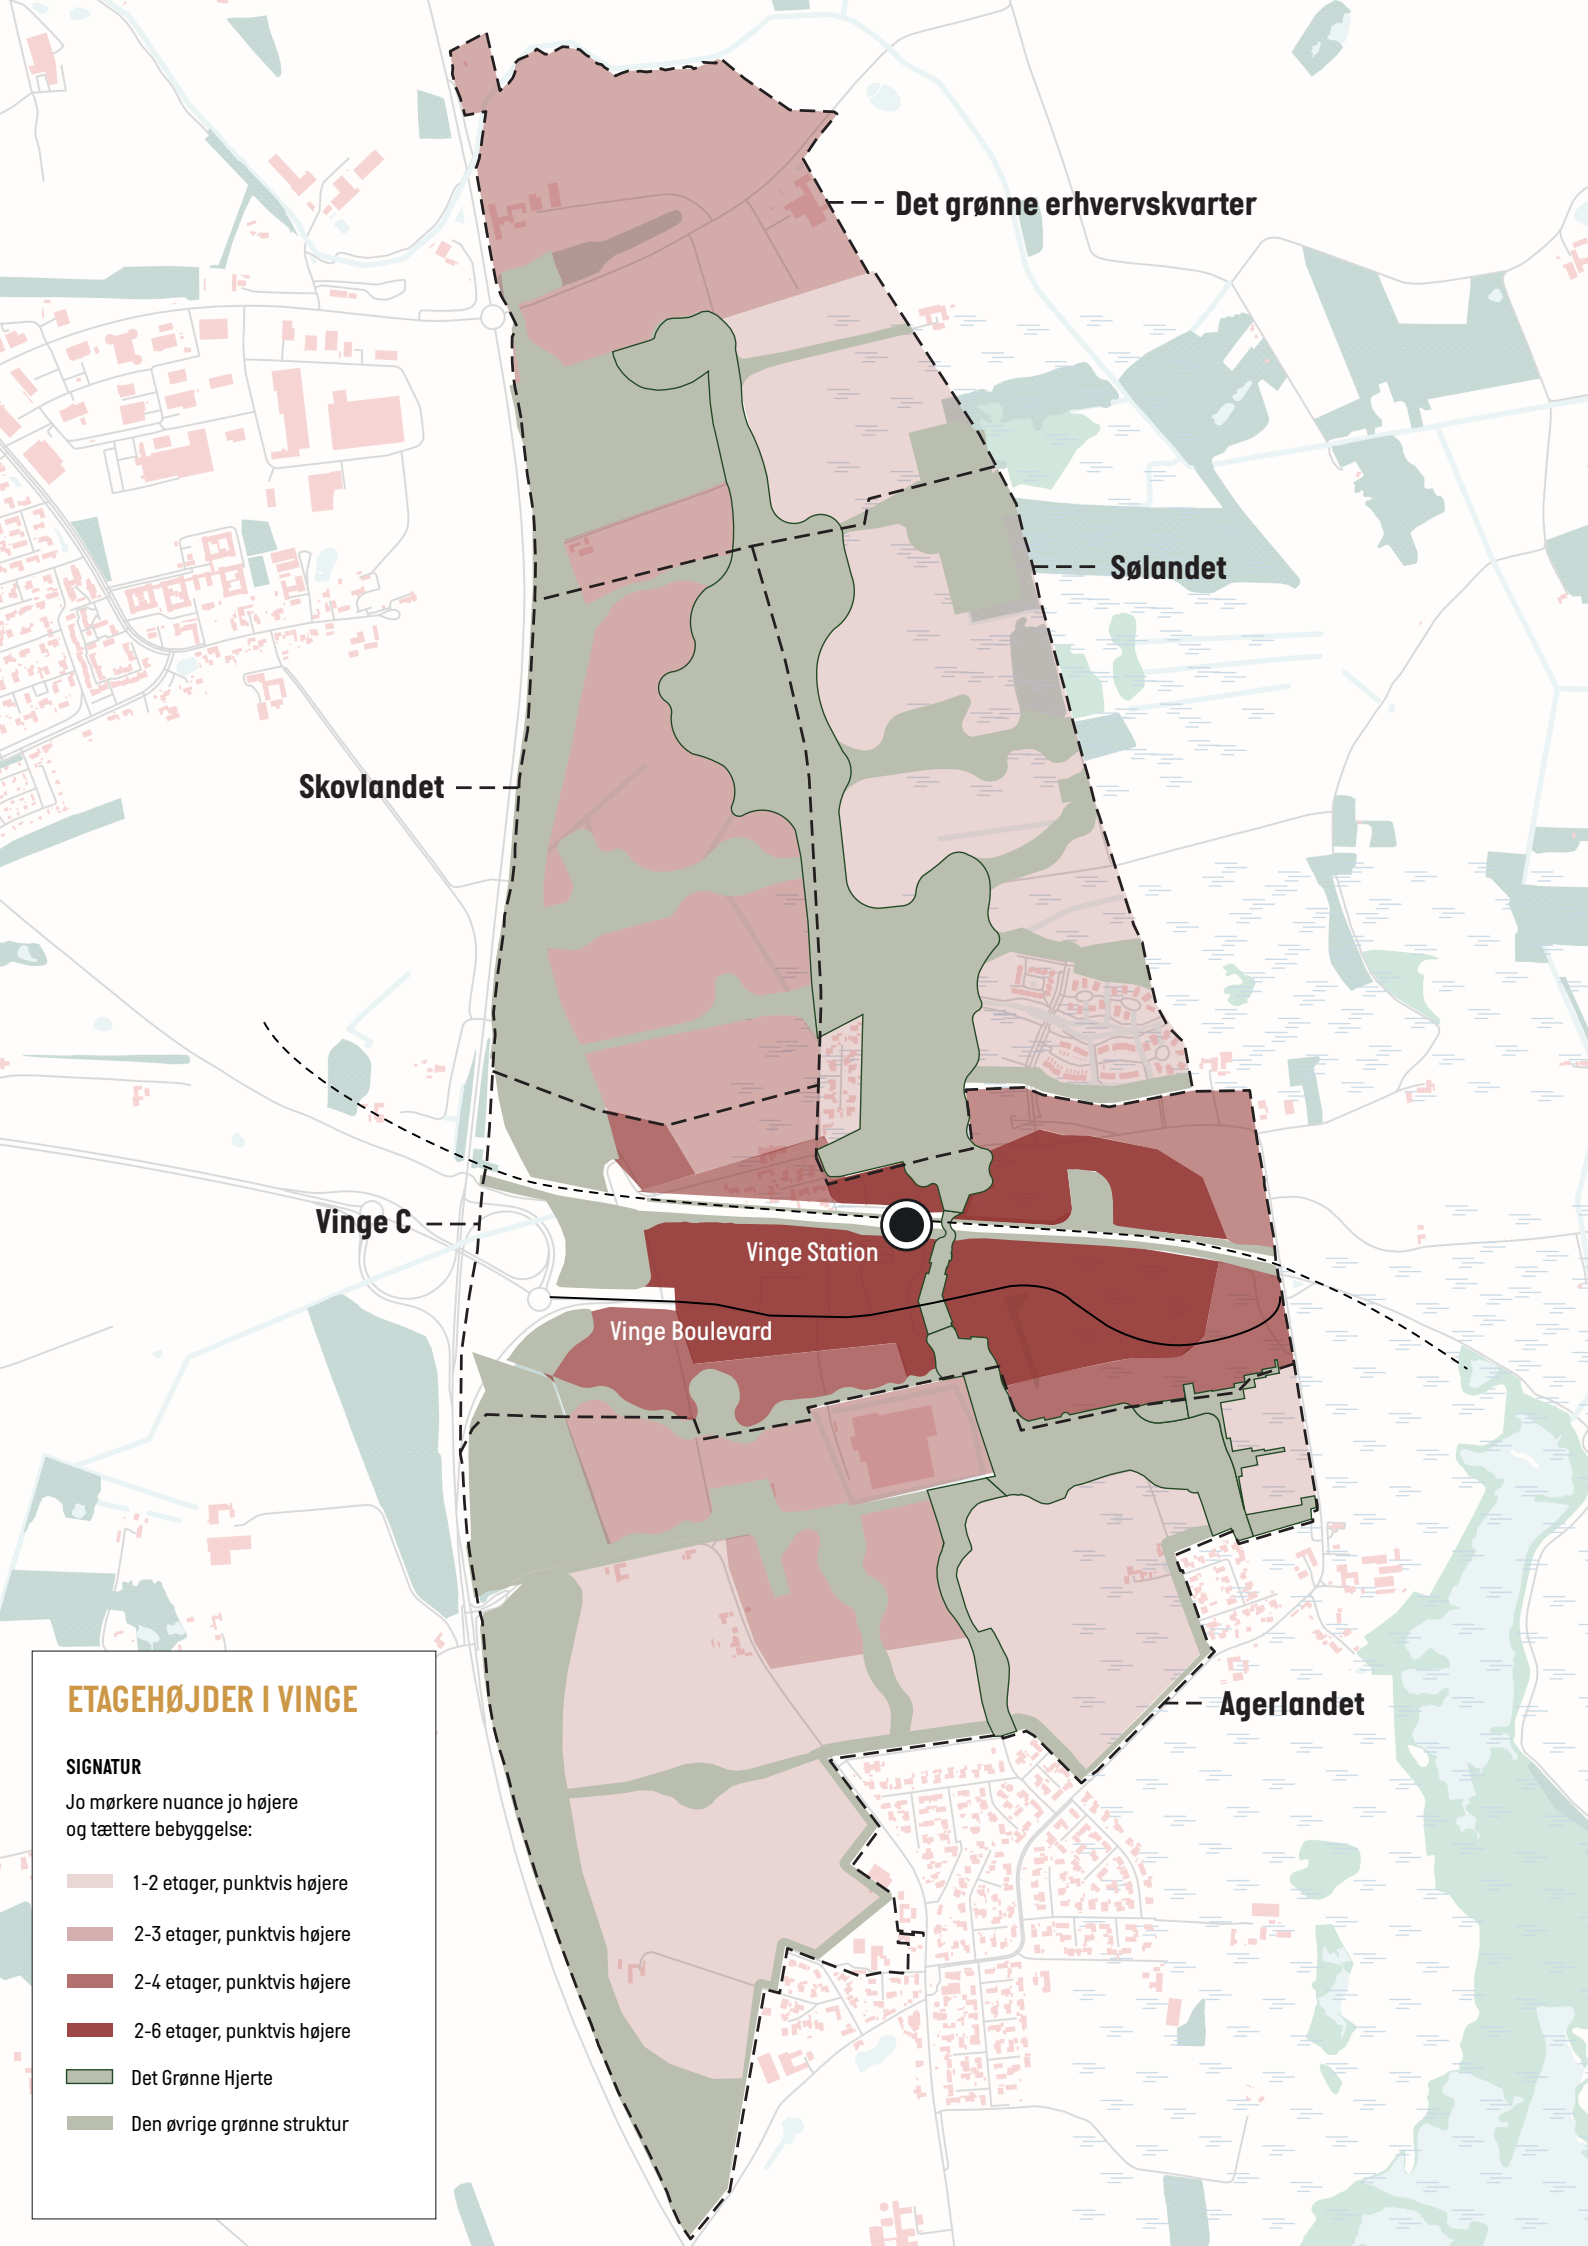 Det grønne erhvervskvarter
Sølandet
Skovlandet
Vinge C
Vinge Station
Vinge Boulevard
Agerlandet
ETAGEHØJDER I VINGE
SIGNATUR
Jo mørkere nuance jo højere
og tættere bebyggelse:
1-2 etager, punktvis højere
2-3 etager, punktvis højere
2-4 etager, punktvis højere
2-6 etager, punktvis højere
Det Grønne Hjerte
Den øvrige grønne struktur